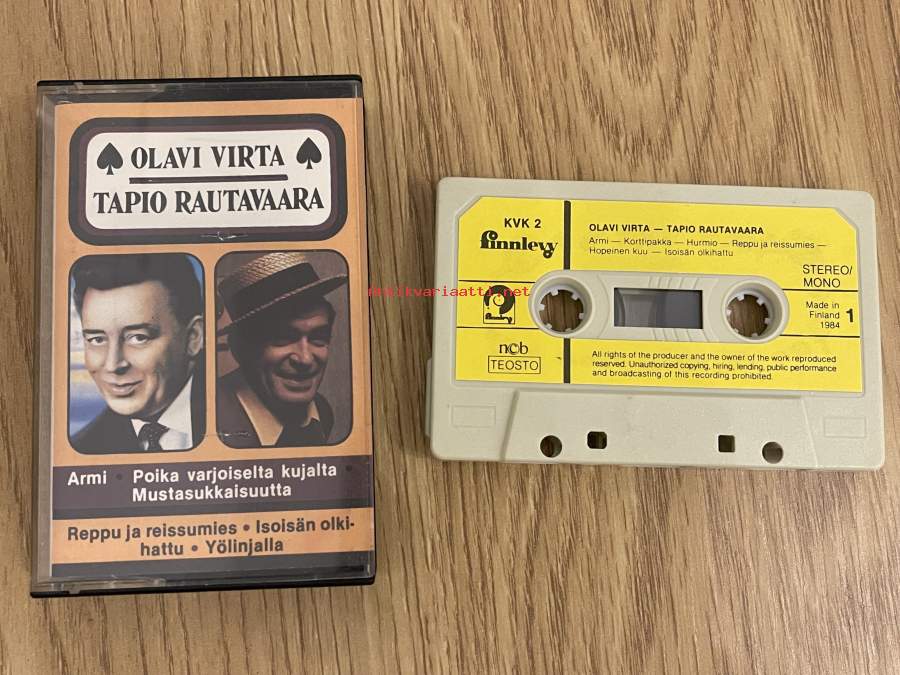 OLAVI VIRTA
TAPIO RAUTAVAARA
Armi • Poika varjoiselta kujalta •
Mustasukkaisuutta
Reppu ja reissumies • Isoisän olki-
hattu • Yölinjalla
KVK 2
finnlevy
OLAVI VIRTA — TAPIO RAUTAVAARA
Armi — Korttipakka — Hurmio — Reppu ja reissumies —
Hopeinen kuu — Isoisän olkihattu
STEREO/
MONO
Made in
Finland
1984
1
finnlevy
ncb
TEOSTO
All rights of the producer and the owner of the work reproduced
reserved. Unauthorized copying, hiring, lending, public performance
and broadcasting of this recording prohibited.
antikvariaatti.net